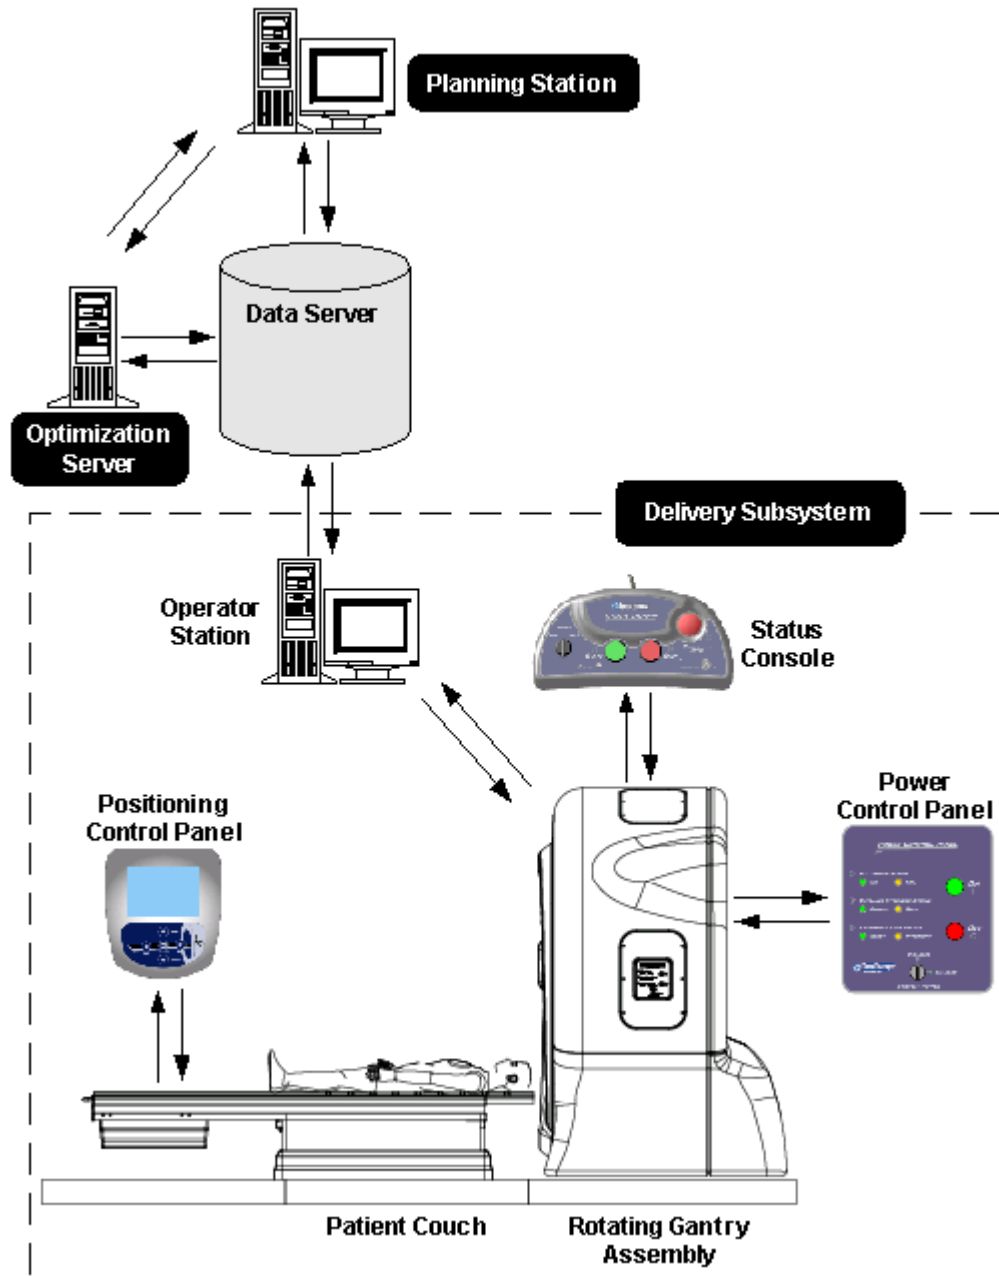 Planning Station
Data Server
Optimization
Server
Delivery Subsystem
Operator
Station
Status
Console
Positioning
Control Panel
Power
Control Panel
Patient Couch
Rotating Gantry
Assembly